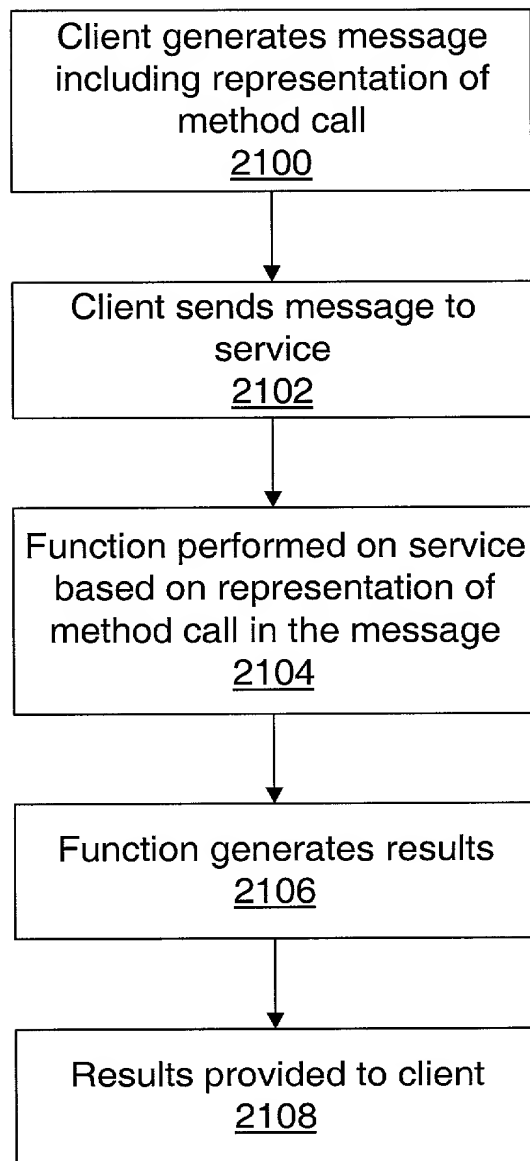 Client generates message
including representation of
method call
2100
Client sends message to
service
2102
Function performed on service
based on representation of
method call in the message
2104
Function generates results
2106
Results provided to client
2108